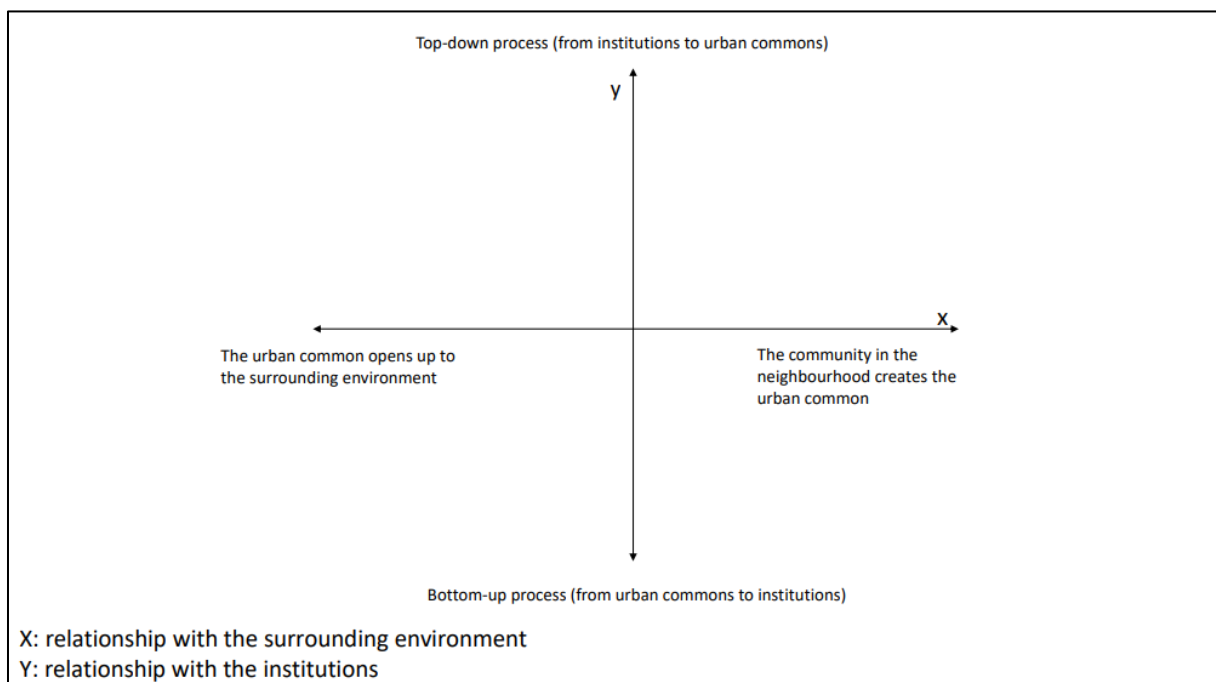 Top-down process (from institutions to urban commons)
y
x
The urban common opens up to
the surrounding environment
The community in the
neighbourhood creates the
urban common
Bottom-up process (from urban commons to institutions)
X: relationship with the surrounding environment
Y: relationship with the institutions